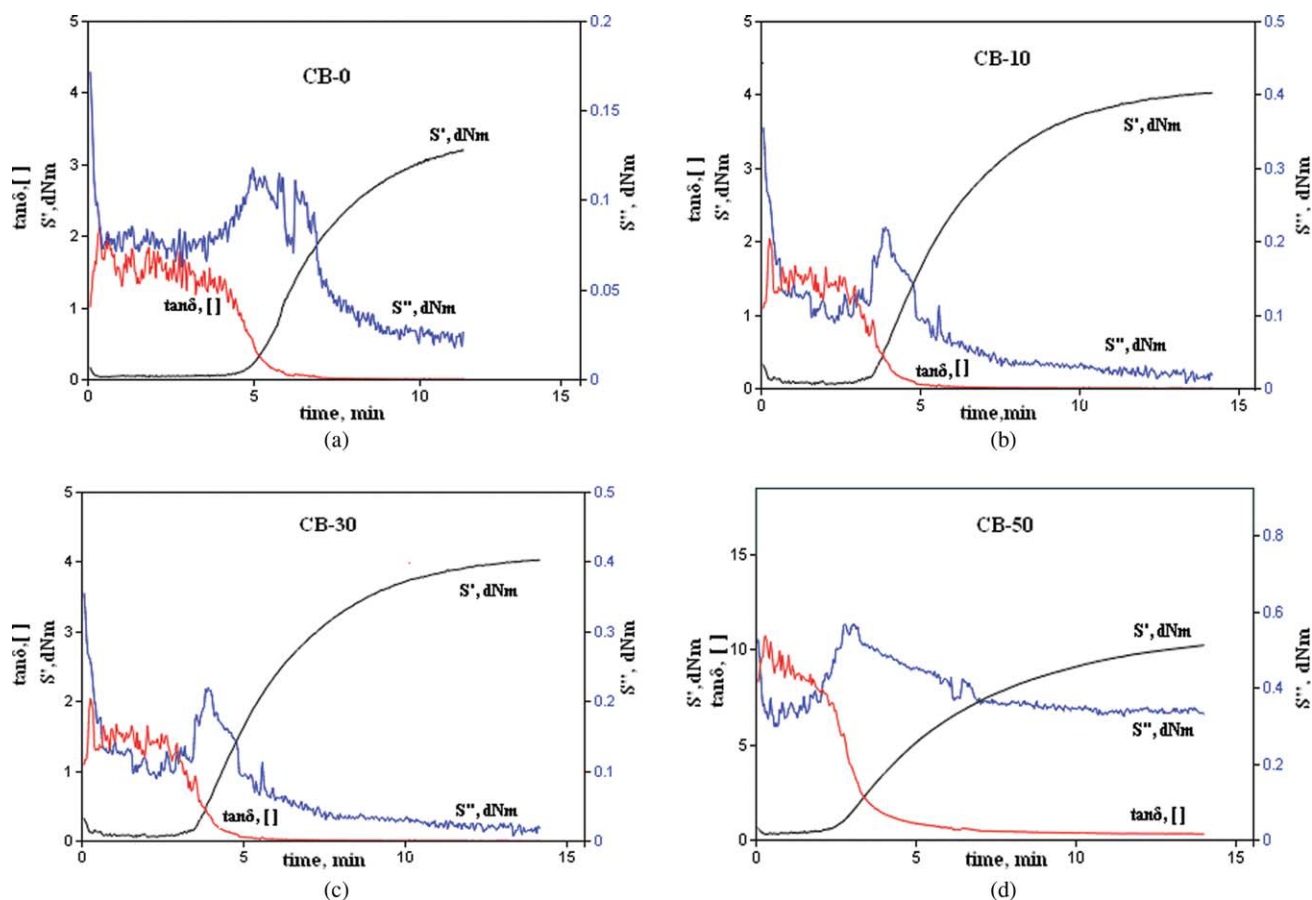 5
4
3
2
1
0
tanδ,[ ]
S',dNm
CB-0
S', dNm
tanδ, [ ]
S'', dNm
0.2
0.15
0.1
0.05
0
S'', dNm
0
5
10
15
time, min
(a)
5
4
3
2
1
0
tanδ,[ ]
S',dNm
CB-10
S', dNm
S'', dNm
tanδ, [ ]
0.5
0.4
0.3
0.2
0.1
0
S'', dNm
0
5
10
15
time,min
(b)
5
4
3
2
1
0
tanδ,[ ]
S',dNm
CB-30
S', dNm
S'', dNm
tanδ, [ ]
0.5
0.4
0.3
0.2
0.1
0
S'', dNm
0
5
10
15
time, min
(c)
15
10
5
0
S',dNm
tanδ, [ ]
CB-50
S', dNm
S'', dNm
tanδ, [ ]
0.8
0.6
0.4
0.2
0
S'', dNm
0
5
10
15
time, min
(d)